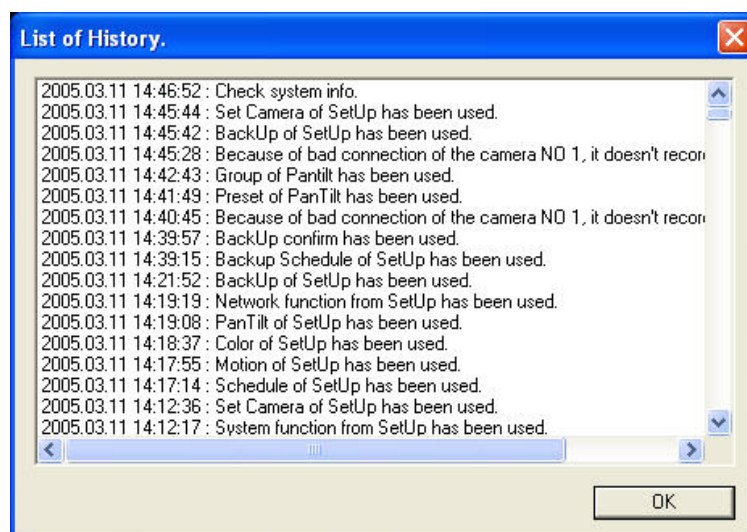 List of History.
2005.03.11 14:46:52 : Check system info.
2005.03.11 14:45:44 : Set Camera of SetUp has been used.
2005.03.11 14:45:42 : BackUp of SetUp has been used.
2005.03.11 14:45:28 : Because of bad connection of the camera NO 1, it doesn't recor
2005.03.11 14:42:43 : Group of Pantilt has been used.
2005.03.11 14:41:49 : Preset of PanTilt has been used.
2005.03.11 14:40:45 : Because of bad connection of the camera NO 1, it doesn't recor
2005.03.11 14:39:57 : BackUp confirm has been used.
2005.03.11 14:39:15 : Backup Schedule of SetUp has been used.
2005.03.11 14:21:52 : BackUp of SetUp has been used.
2005.03.11 14:19:19 : Network function from SetUp has been used.
2005.03.11 14:19:08 : PanTilt of SetUp has been used.
2005.03.11 14:18:37 : Color of SetUp has been used.
2005.03.11 14:17:55 : Motion of SetUp has been used.
2005.03.11 14:17:14 : Schedule of SetUp has been used.
2005.03.11 14:12:36 : Set Camera of SetUp has been used.
2005.03.11 14:12:17 : System function from SetUp has been used.
OK